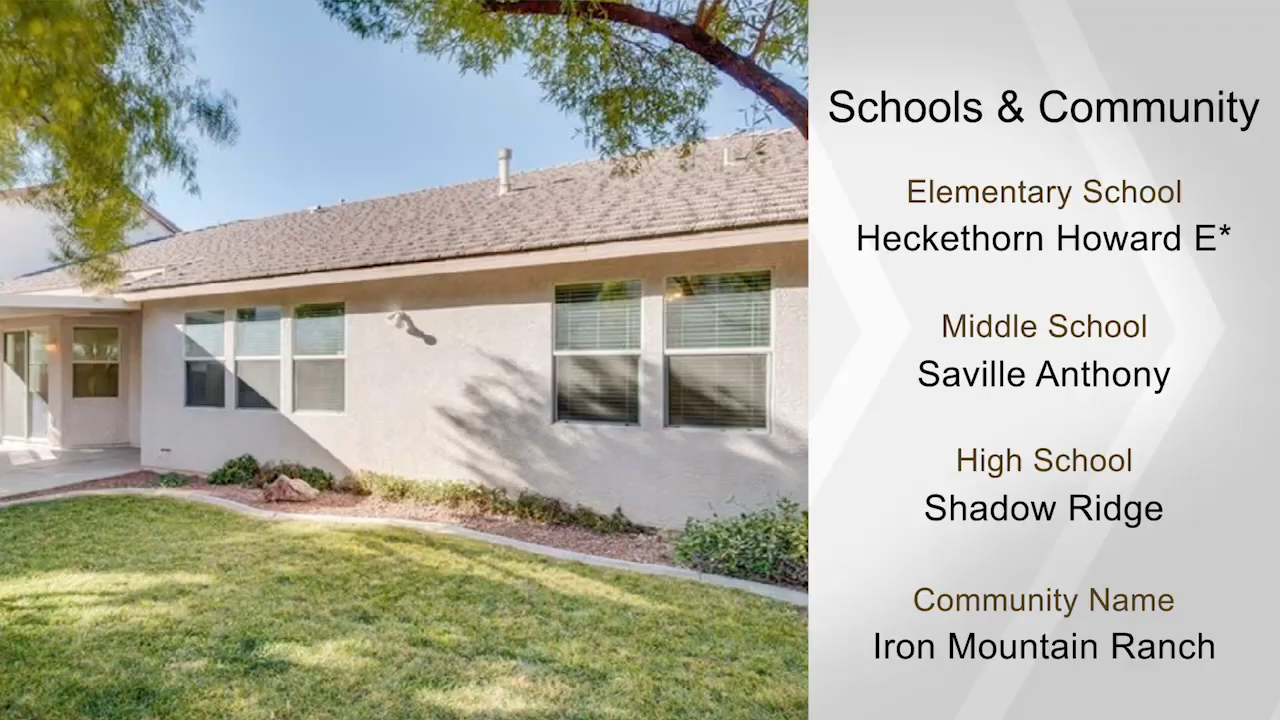 Schools & Community
Elementary School
Heckethorn Howard E*
Middle School
Saville Anthony
High School
Shadow Ridge
Community Name
Iron Mountain Ranch